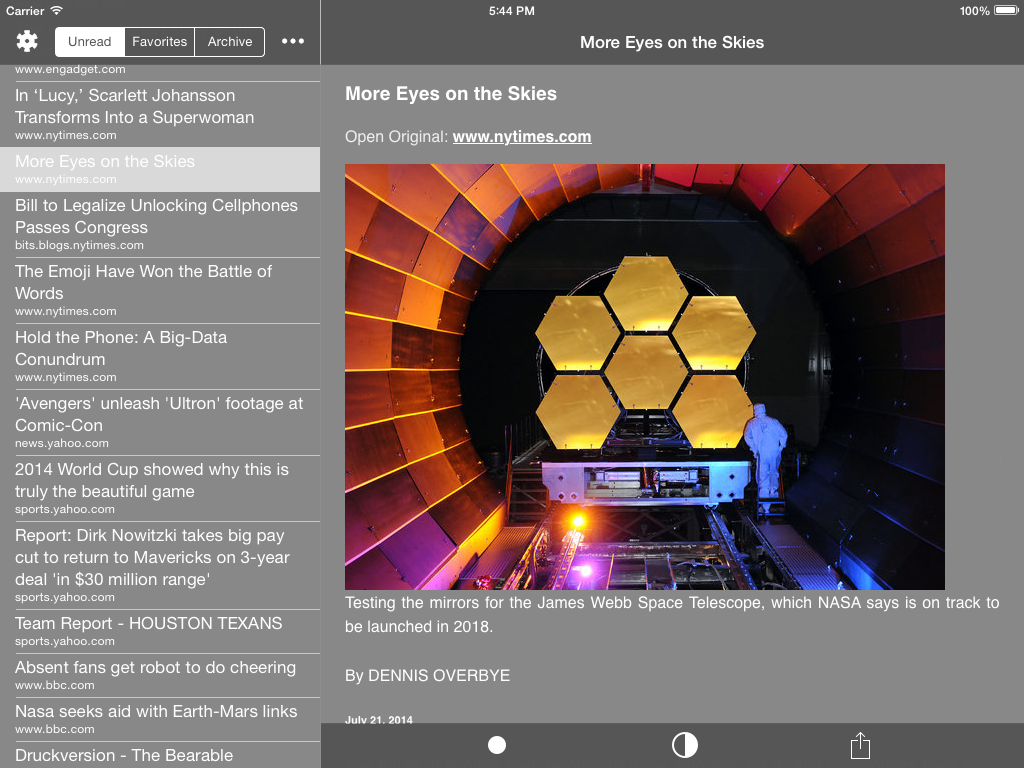 Carrier
5:44 PM
100%
Unread
Favorites
Archive
More Eyes on the Skies
www.engadget.com
In ‘Lucy,’ Scarlett Johansson
Transforms Into a Superwoman
www.nytimes.com
More Eyes on the Skies
www.nytimes.com
Bill to Legalize Unlocking Cellphones
Passes Congress
bits.blogs.nytimes.com
The Emoji Have Won the Battle of
Words
www.nytimes.com
Hold the Phone: A Big-Data
Conundrum
www.nytimes.com
'Avengers' unleash 'Ultron' footage at
Comic-Con
news.yahoo.com
2014 World Cup showed why this is
truly the beautiful game
sports.yahoo.com
Report: Dirk Nowitzki takes big pay
cut to return to Mavericks on 3-year
deal 'in $30 million range'
sports.yahoo.com
Team Report - HOUSTON TEXANS
sports.yahoo.com
Absent fans get robot to do cheering
www.bbc.com
Nasa seeks aid with Earth-Mars links
www.bbc.com
Druckversion - The Bearable
More Eyes on the Skies
Open Original: www.nytimes.com
Testing the mirrors for the James Webb Space Telescope, which NASA says is on track to
be launched in 2018.
By DENNIS OVERBYE
July 21, 2014